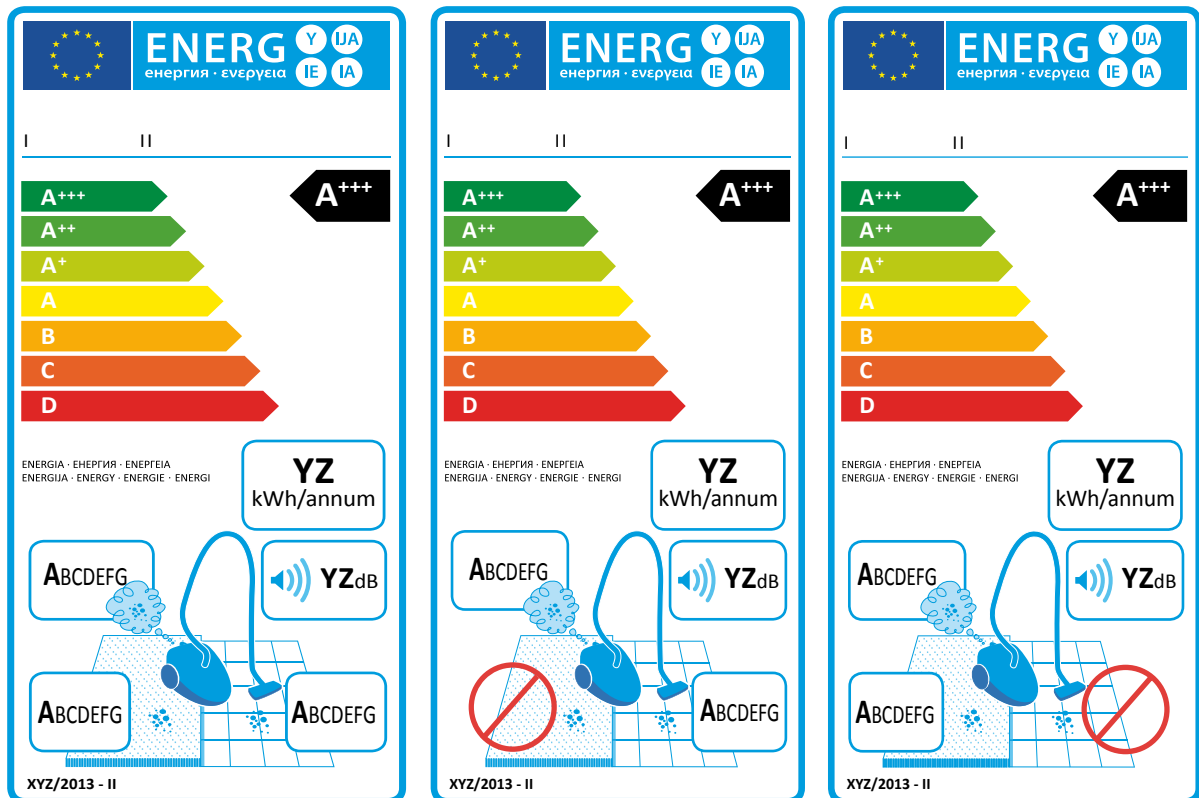 ENERG Y IJA
енергия · ενεργεια IE IA
I II
A+++ A+++
A++
A+
A
B
C
D
YZ
kWh/annum
ENERGIA · ЕНЕРГИЯ · ΕΝΕΡΓΕΙΑ
ENERGIJA · ENERGY · ENERGIE · ENERGI
ABCDEFG
YZdB
ABCDEFG ABCDEFG
XYZ/2013 - II
ENERG Y IJA
енергия · ενεργεια IE IA
I II
A+++ A+++
A++
A+
A
B
C
D
YZ
kWh/annum
ENERGIA · ЕНЕРГИЯ · ΕΝΕΡΓΕΙΑ
ENERGIJA · ENERGY · ENERGIE · ENERGI
ABCDEFG
YZdB
ABCDEFG
XYZ/2013 - II
ENERG Y IJA
енергия · ενεργεια IE IA
I II
A+++ A+++
A++
A+
A
B
C
D
YZ
kWh/annum
ENERGIA · ЕНЕРГИЯ · ΕΝΕΡΓΕΙΑ
ENERGIJA · ENERGY · ENERGIE · ENERGI
ABCDEFG
YZdB
ABCDEFG
XYZ/2013 - II